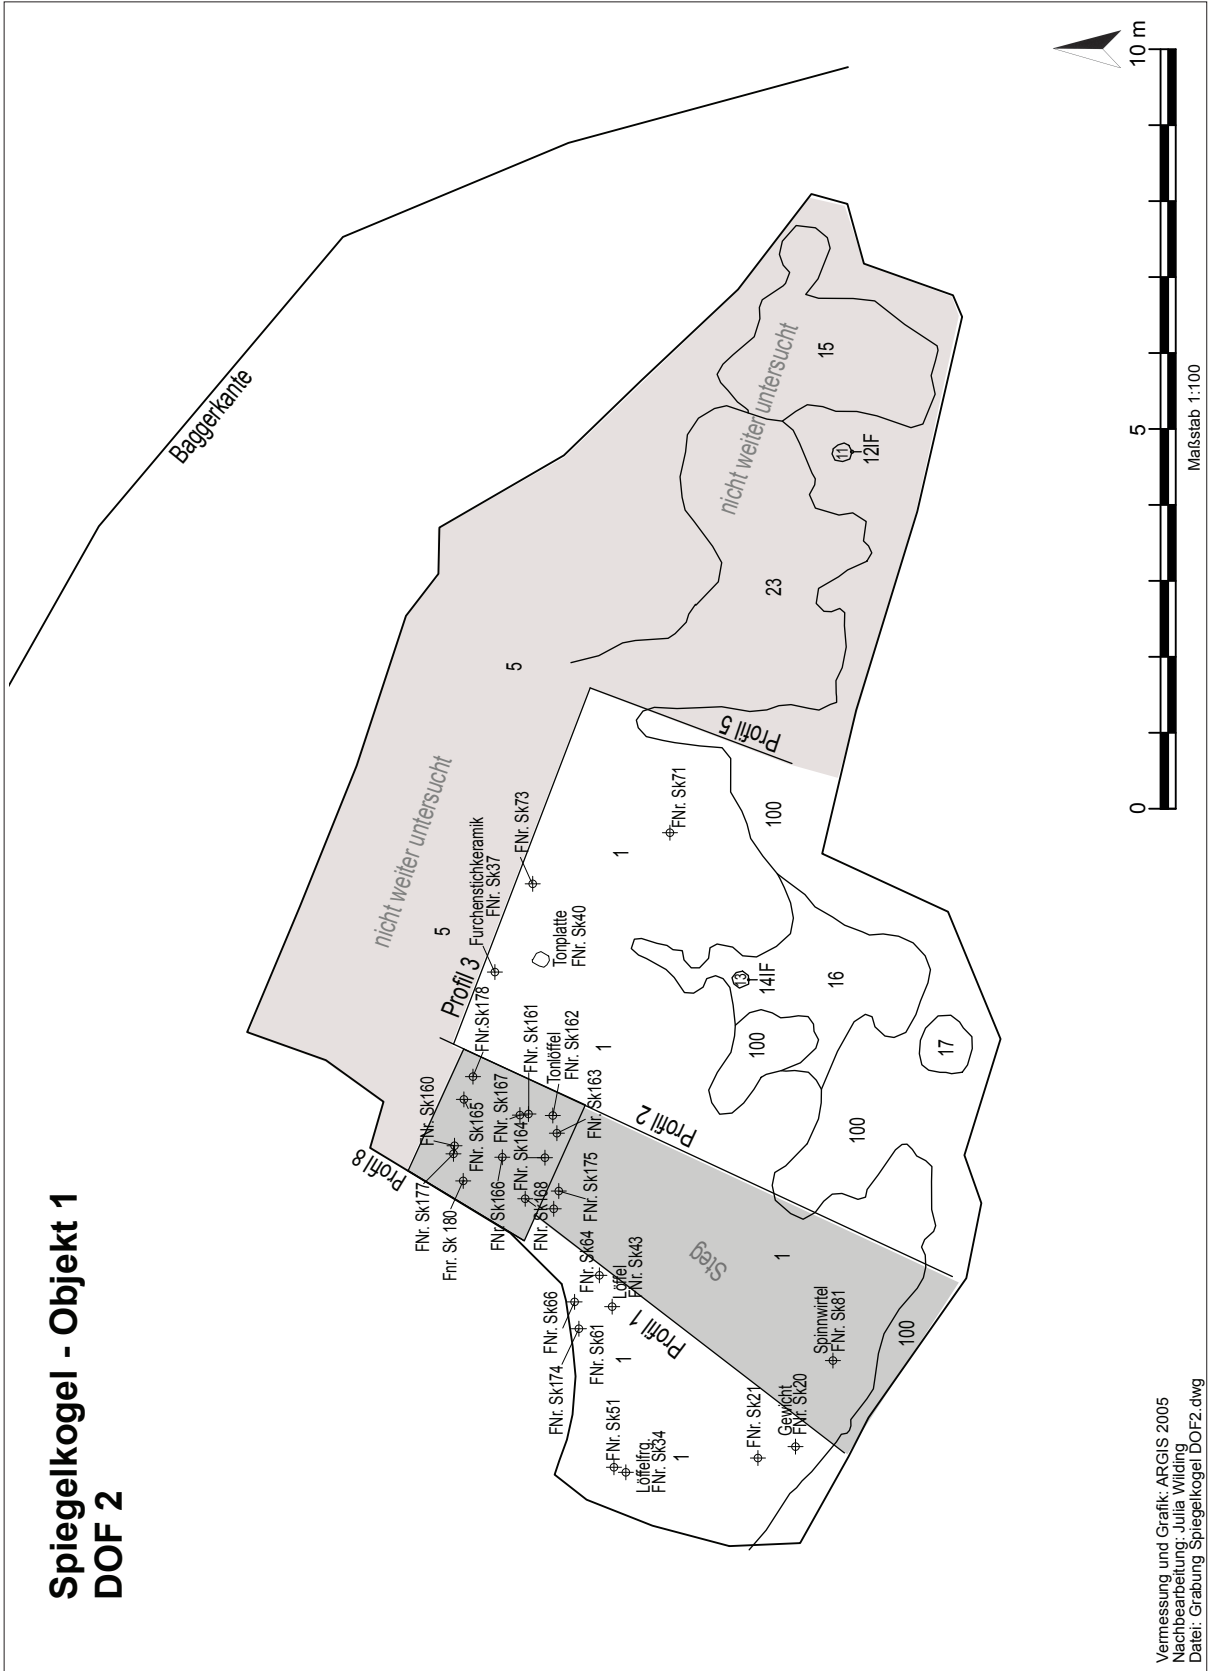 Spiegelkogel - Objekt 1
DOF 2
Baggerkante
nicht weiter untersucht
5
5
Profil 8
Profil 3
Furchenstichkeramik
FNr. Sk37
FNr. Sk73
Tonplatte
FNr. Sk40
FNr.Sk178
FNr. Sk160
FNr. Sk165
FNr. Sk167
FNr. Sk161
Tonlöffel
FNr. Sk162
FNr. Sk163
FNr. Sk164
FNr. Sk177
Fnr. Sk 180
FNr. Sk166
FNr. Sk168
FNr. Sk175
FNr. Sk64
Löffel
FNr. Sk43
FNr. Sk66
FNr. Sk61
FNr. Sk174
FNr. Sk51
Löffelfrg.
FNr. Sk34
1
1
Profil 1
Steg
Profil 2
1
1
1
FNr. Sk71
Profil 5
nicht weiter untersucht
23
15
11
12IF
100
13
14IF
16
100
17
100
1
FNr. Sk21
Gewicht
FNr. Sk20
Spinnwirtel
FNr. Sk81
100
0
5
10 m
Maßstab 1:100
Vermessung und Grafik: ARGIS 2005
Nachbearbeitung: Julia Wilding
Datei: Grabung Spiegelkogel DOF2.dwg